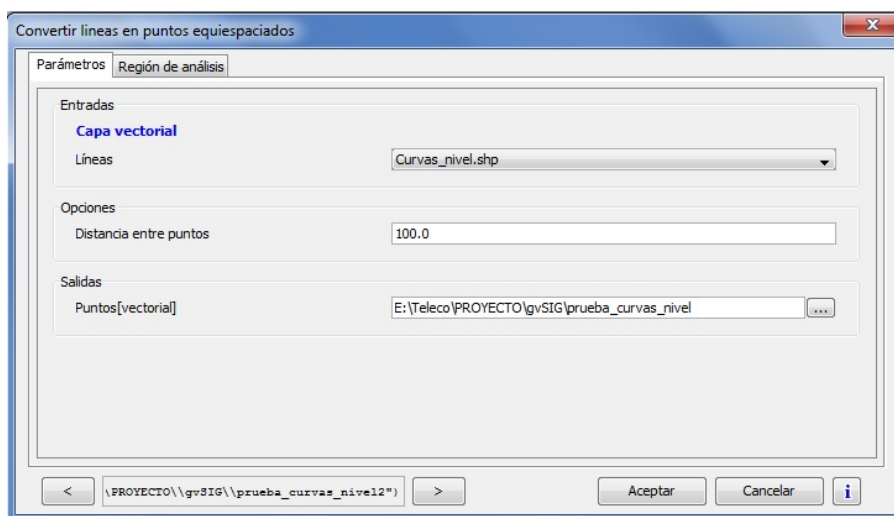 Convertir lineas en puntos equiespaciados
Parámetros Región de análisis
Entradas
Capa vectorial
Líneas Curvas_nivel.shp
Opciones
Distancia entre puntos 100.0
Salidas
Puntos[vectorial] E:\Teleco\PROYECTO\gvSIG\prueba_curvas_nivel ...
< \PROYECTO\\gvSIG\\prueba_curvas_nivel2") > Aceptar Cancelar i